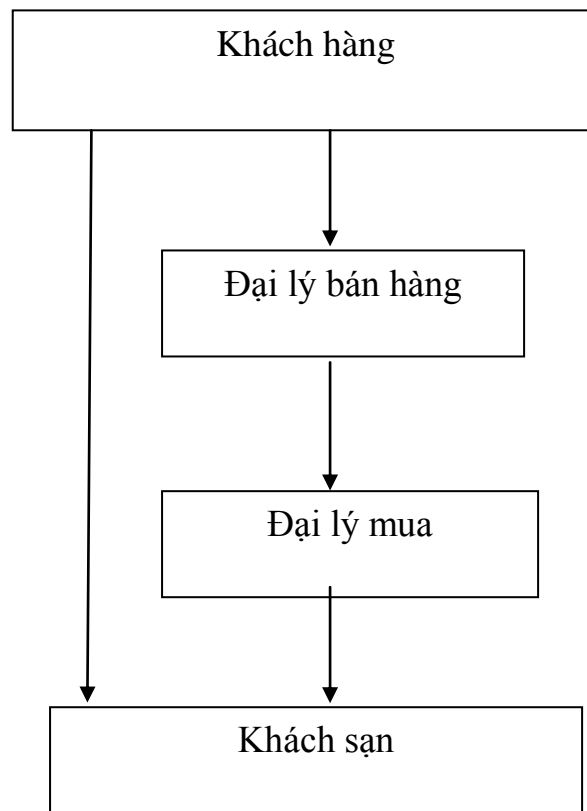 Khách hàng
Đại lý bán hàng
Đại lý mua
Khách sạn